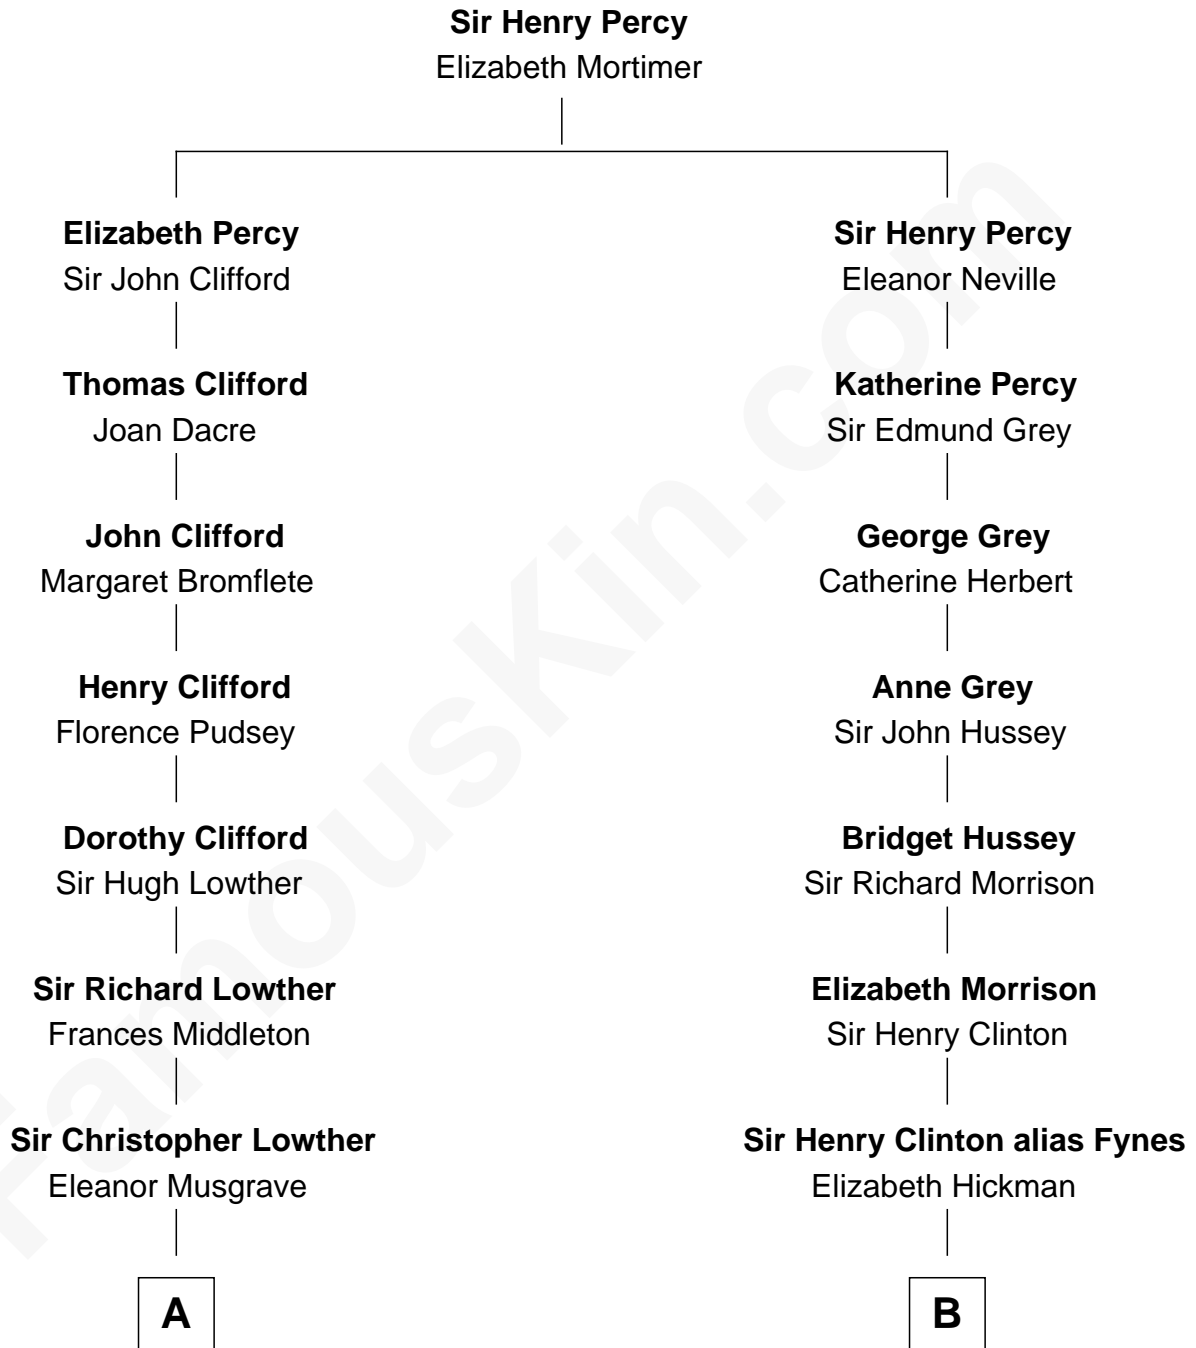 Sir Henry Percy
Elizabeth Mortimer
Elizabeth Percy
Sir John Clifford
Thomas Clifford
Joan Dacre
John Clifford
Margaret Bromflete
Henry Clifford
Florence Pudsey
Dorothy Clifford
Sir Hugh Lowther
Sir Richard Lowther
Frances Middleton
Sir Christopher Lowther
Eleanor Musgrave
A
Sir Henry Percy
Eleanor Neville
Katherine Percy
Sir Edmund Grey
George Grey
Catherine Herbert
Anne Grey
Sir John Hussey
Bridget Hussey
Sir Richard Morrison
Elizabeth Morrison
Sir Henry Clinton
Sir Henry Clinton alias Fynes
Elizabeth Hickman
B
FamousKin.com